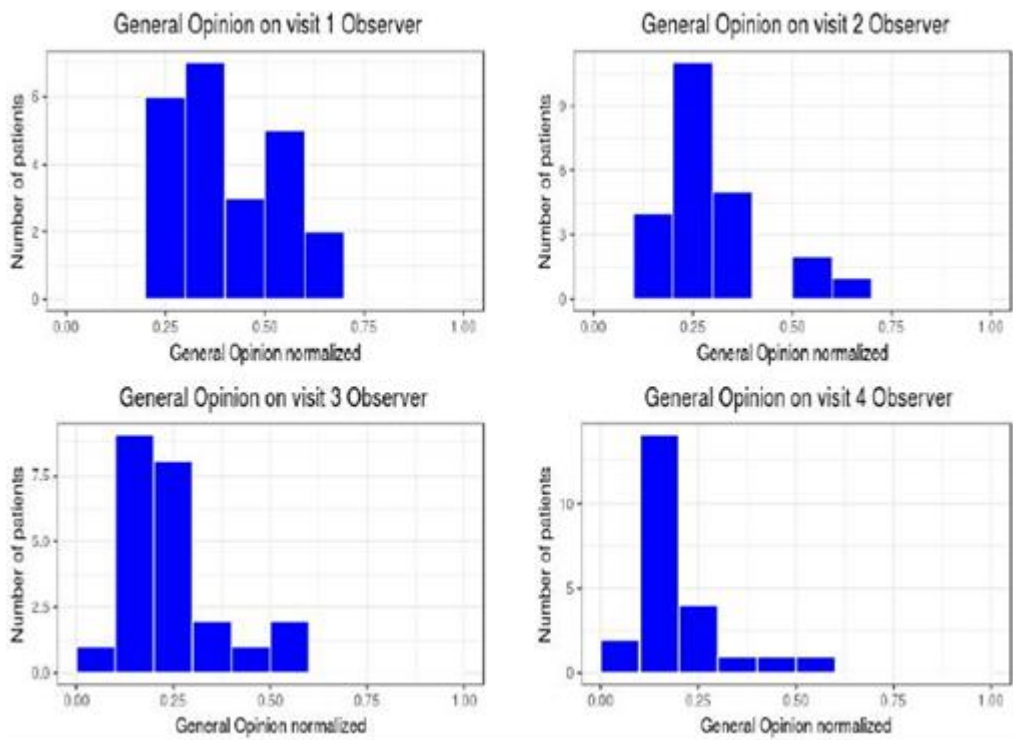 General Opinion on visit 1 Observer
Number of patients
6
4
2
0
0.00 0.25 0.50 0.75 1.00
General Opinion normalized
General Opinion on visit 2 Observer
Number of patients
9
6
3
0
0.00 0.25 0.50 0.75 1.00
General Opinion normalized
General Opinion on visit 3 Observer
Number of patients
7.5
5.0
2.5
0.0
0.00 0.25 0.50 0.75 1.00
General Opinion normalized
General Opinion on visit 4 Observer
Number of patients
10
5
0
0.00 0.25 0.50 0.75 1.00
General Opinion normalized